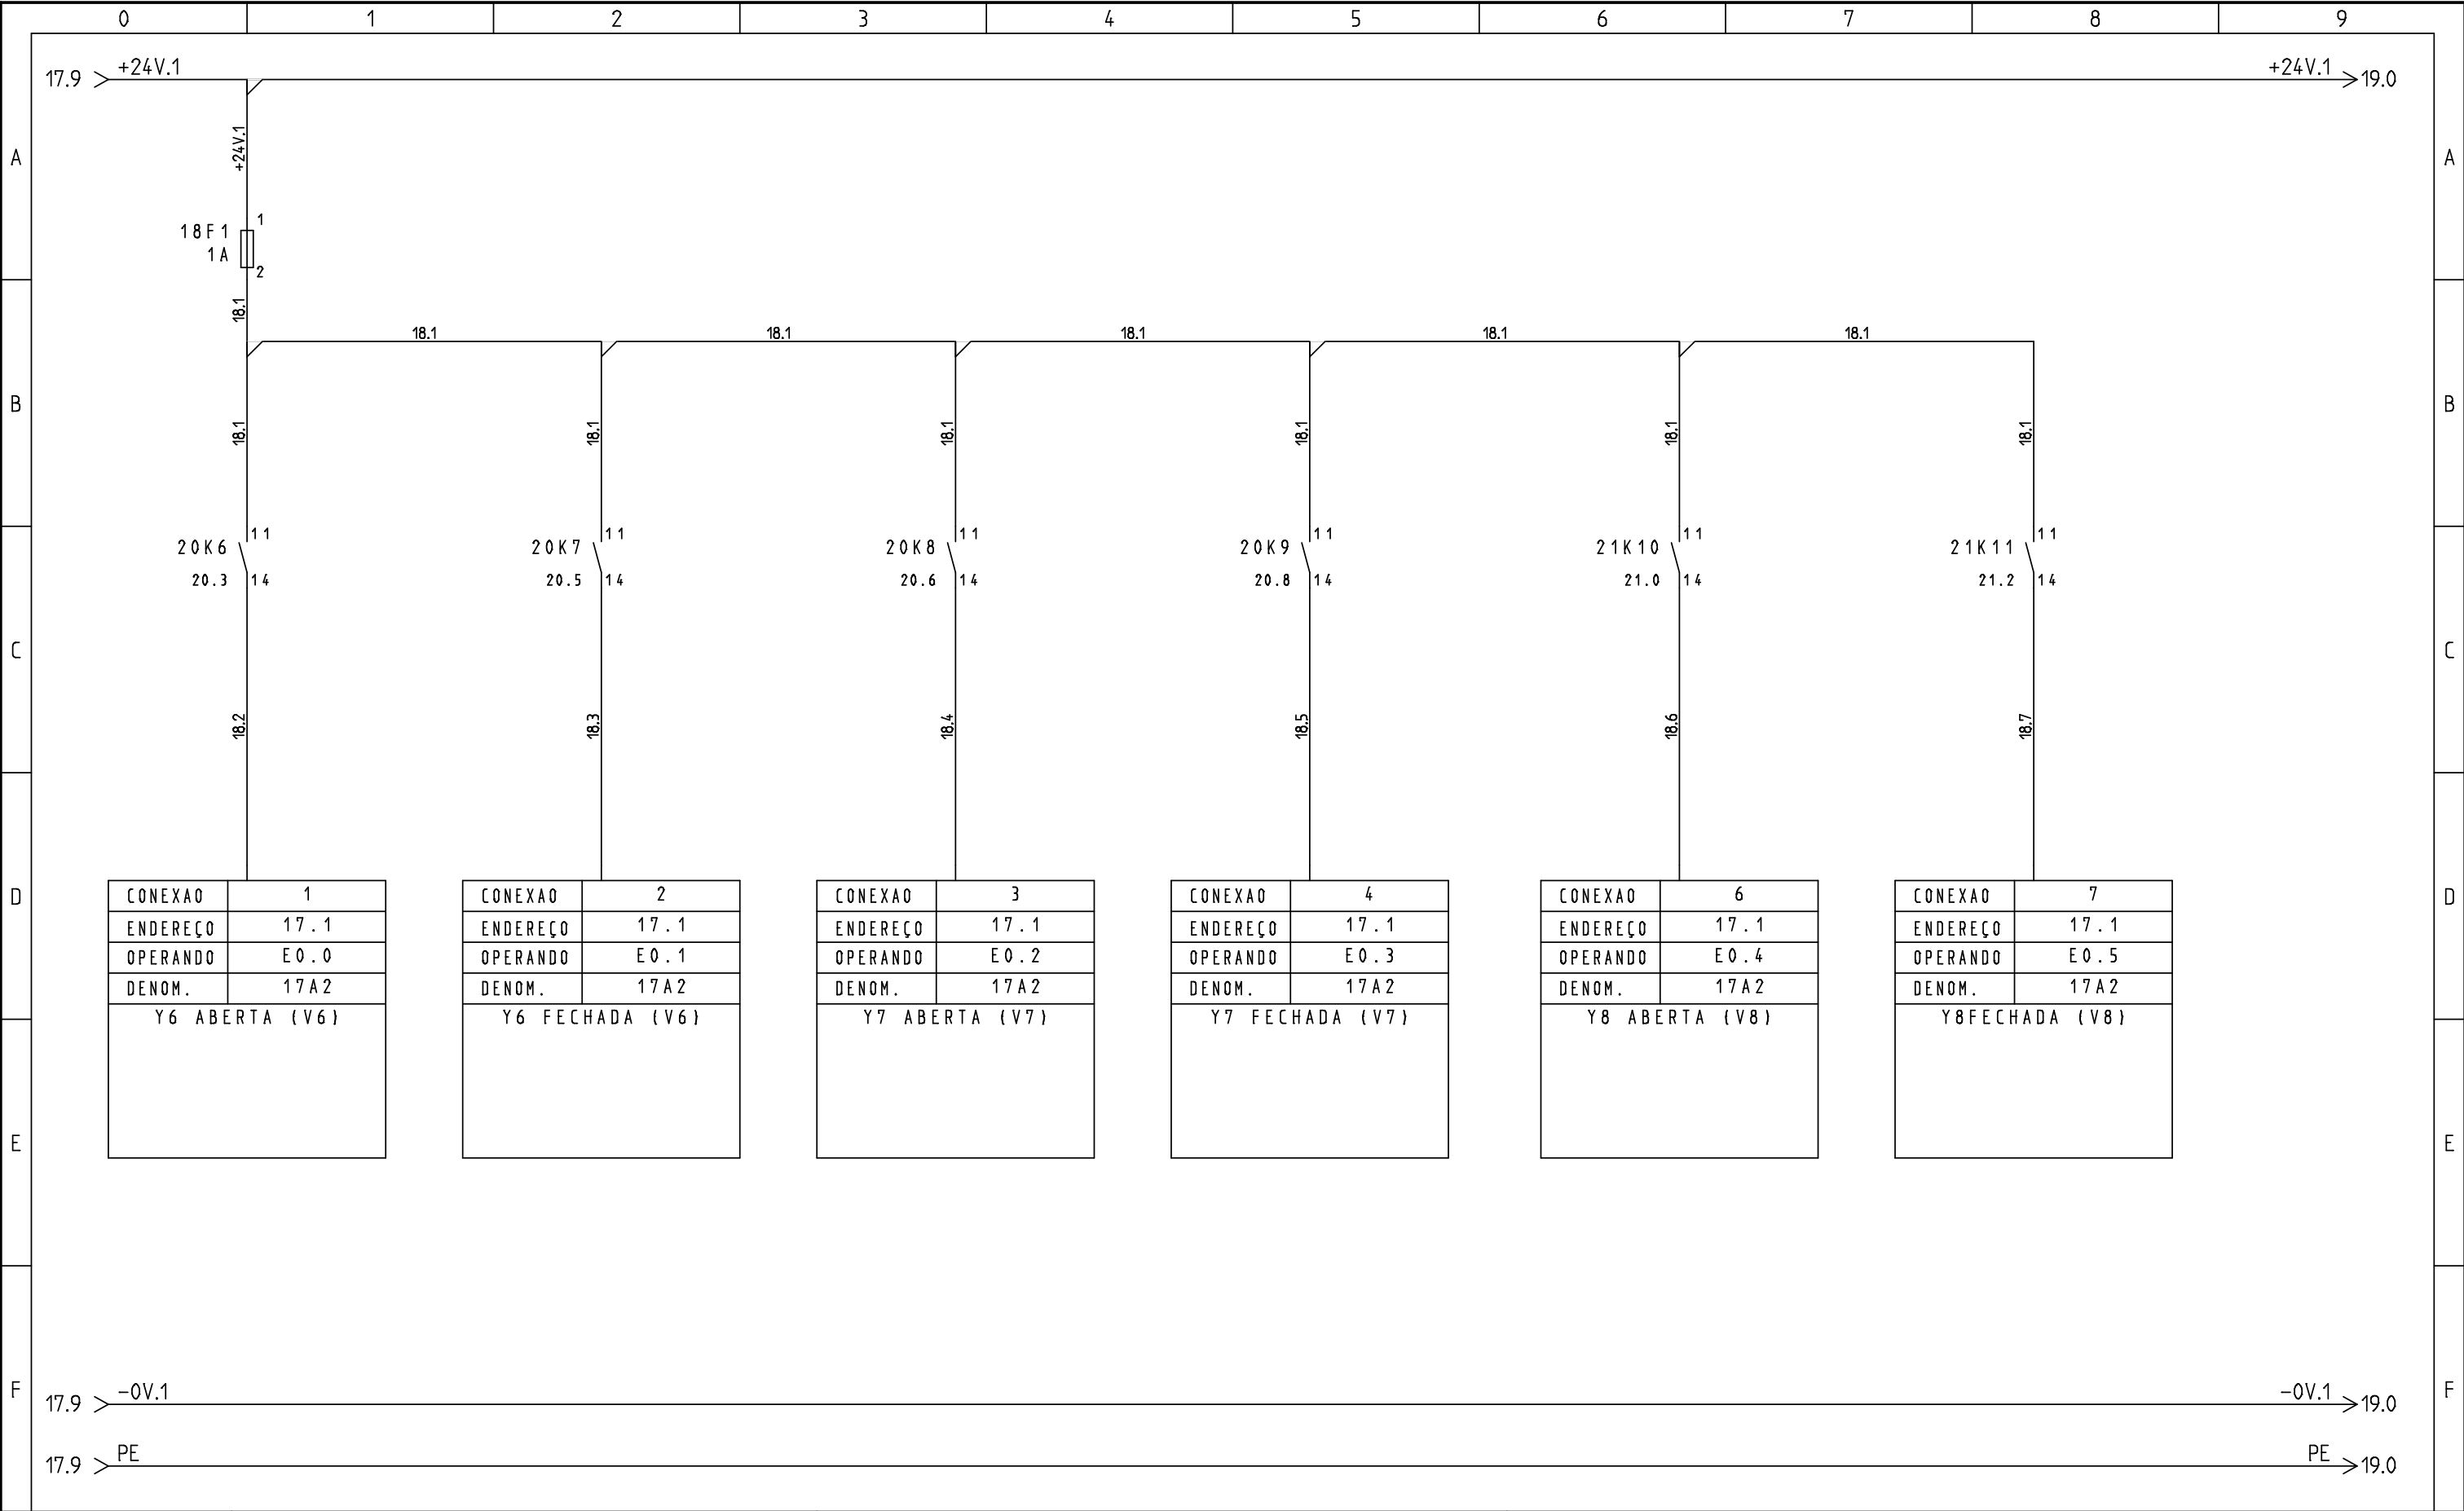 0 1 2 3 4 5 6 7 8 9
+24V.1 +24V.1
17.9 19.0
+24V.1
A A
1
18F1
1A
2
18.1
18.1 18.1 18.1 18.1 18.1
B B
18.1 18.1 18.1 18.1 18.1 18.1
11 11 11 11 11 11
20K6 20K7 20K8 20K9 21K10 21K11
20.3 14 20.5 14 20.6 14 20.8 14 21.0 14 21.2 14
C C
18.2 18.3 18.4 18.5 18.6 18.7
D D
CONEXAO 1 CONEXAO 2 CONEXAO 3 CONEXAO 4 CONEXAO 6 CONEXAO 7
ENDEREÇO 17.1 ENDEREÇO 17.1 ENDEREÇO 17.1 ENDEREÇO 17.1 ENDEREÇO 17.1 ENDEREÇO 17.1
OPERANDO E0.0 OPERANDO E0.1 OPERANDO E0.2 OPERANDO E0.3 OPERANDO E0.4 OPERANDO E0.5
DENOM. 17A2 DENOM. 17A2 DENOM. 17A2 DENOM. 17A2 DENOM. 17A2 DENOM. 17A2
Y6 ABERTA (V6) Y6 FECHADA (V6) Y7 ABERTA (V7) Y7 FECHADA (V7) Y8 ABERTA (V8) Y8FECHADA (V8)
E E
F F
-0V.1 -0V.1
17.9 19.0
PE PE
17.9 19.0